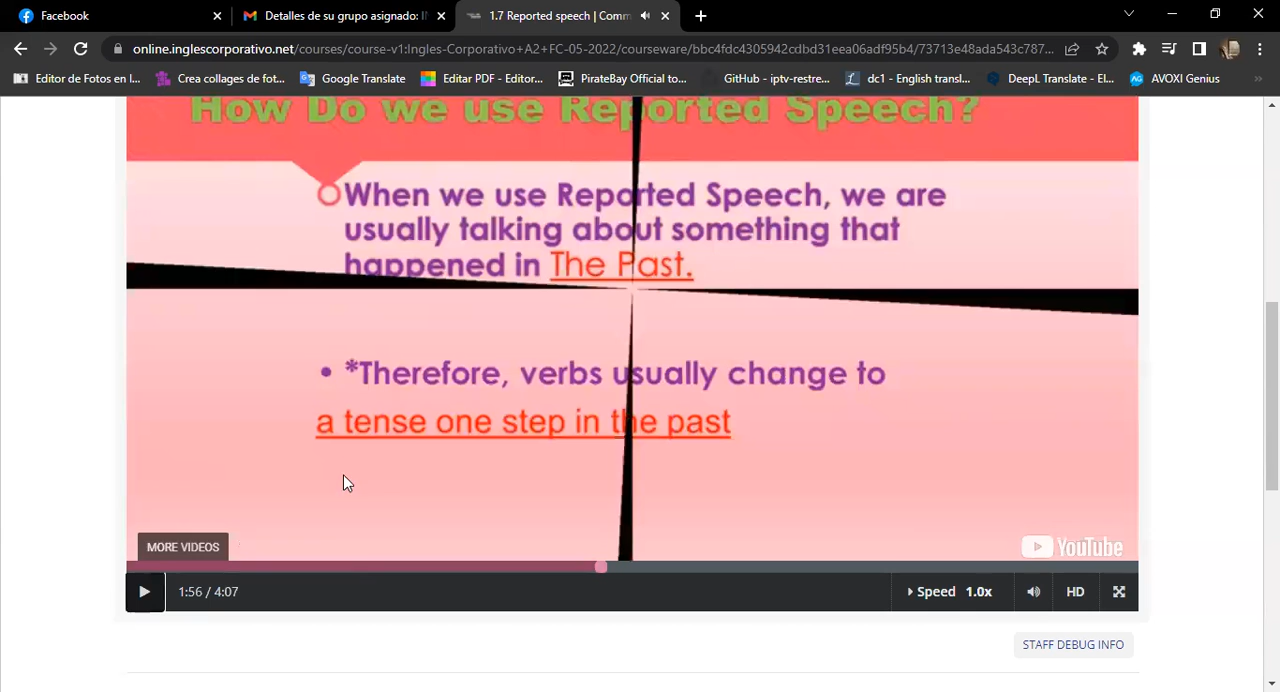 Facebook
Detalles de su grupo asignado: I
1.7 Reported speech | Comm
online.inglescorporativo.net/courses/course-v1:Ingles-Corporativo+A2+FC-05-2022/courseware/bbc4fdc4305942cdbd31eea06adf95b4/73713e48ada543c787...
Editor de Fotos en l...
Crea collages de fot...
Google Translate
Editar PDF - Editor...
PirateBay Official to...
GitHub - iptv-restre...
dc1 - English transl...
DeepL Translate - El...
AVOXI Genius
»
How Do we use Reported Speech?
When we use Reported Speech, we are
usually talking about something that
happened in The Past.
• *Therefore, verbs usually change to
a tense one step in the past
MORE VIDEOS
YouTube
1:56 / 4:07
Speed 1.0x
HD
STAFF DEBUG INFO